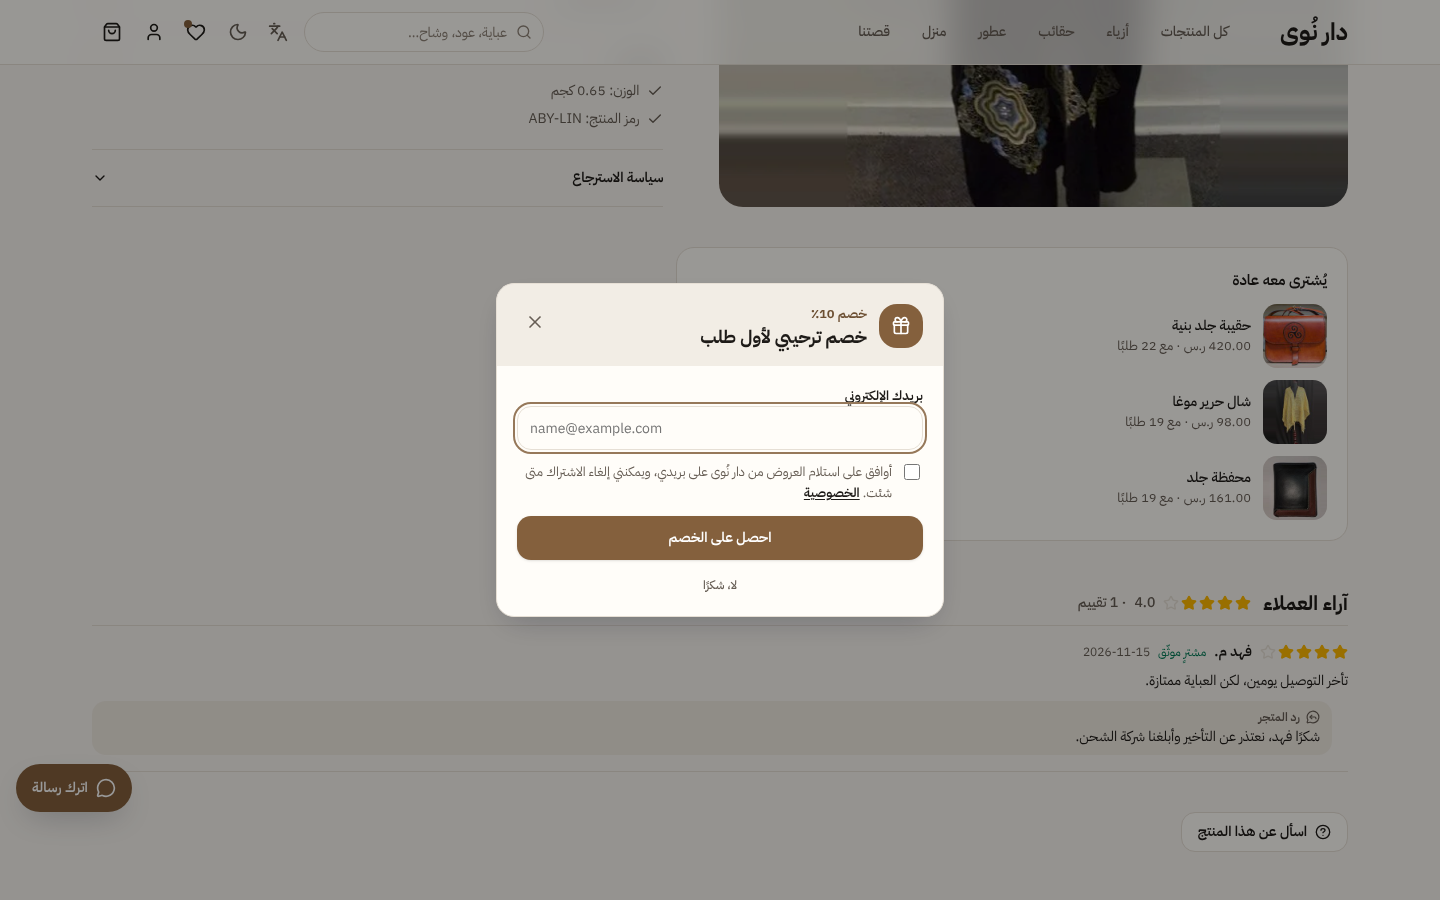 دار نُوى
كل المنتجات
أزياء
حقائب
عطور
منزل
قصتنا
عباية، عود، وشاح...
الوزن: 0.65 كجم
رمز المنتج: ABY-LIN
سياسة الاسترجاع
يُشترى معه عادة
حقيبة جلد بنية
420.00 ر.س · مع 22 طلبًا
شال حرير موغا
98.00 ر.س · مع 19 طلبًا
محفظة جلد
161.00 ر.س · مع 19 طلبًا
خصم 10٪
خصم ترحيبي لأول طلب
بريدك الإلكتروني
name@example.com
أوافق على استلام العروض من دار نُوى على بريدي، ويمكنني إلغاء الاشتراك متى
شئت. الخصوصية
احصل على الخصم
لا، شكرًا
آراء العملاء 4.0 · 1 تقييم
فهد م. مشترٍ موثّق 2026-11-15
تأخر التوصيل يومين، لكن العباية ممتازة.
رد المتجر
شكرًا فهد، نعتذر عن التأخير وأبلغنا شركة الشحن.
اترك رسالة
اسأل عن هذا المنتج